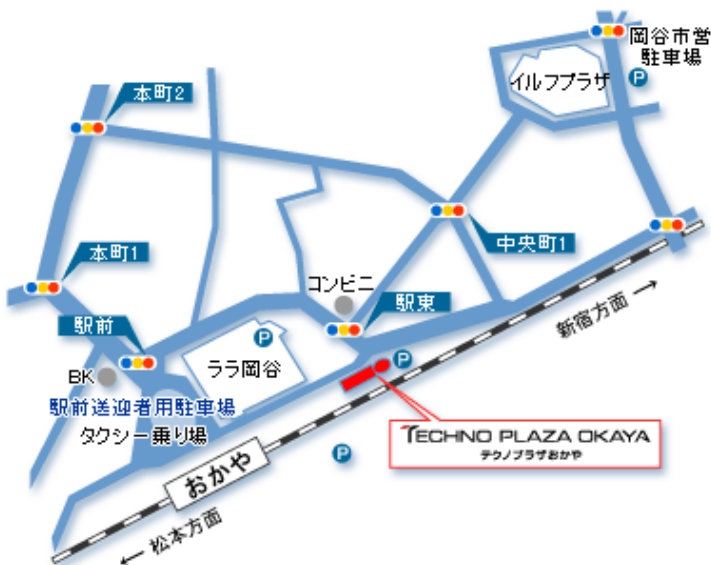 岡谷市営
駐車場
P
イルフプラザ
本町2
中央町1
本町1
コンビニ
駅東
新宿方面
駅前
P
P
ララ岡谷
BK
駅前送迎者用駐車場
タクシー乗り場
TECHNO PLAZA OKAYA
テクノプラザおかや
P
おかや
松本方面